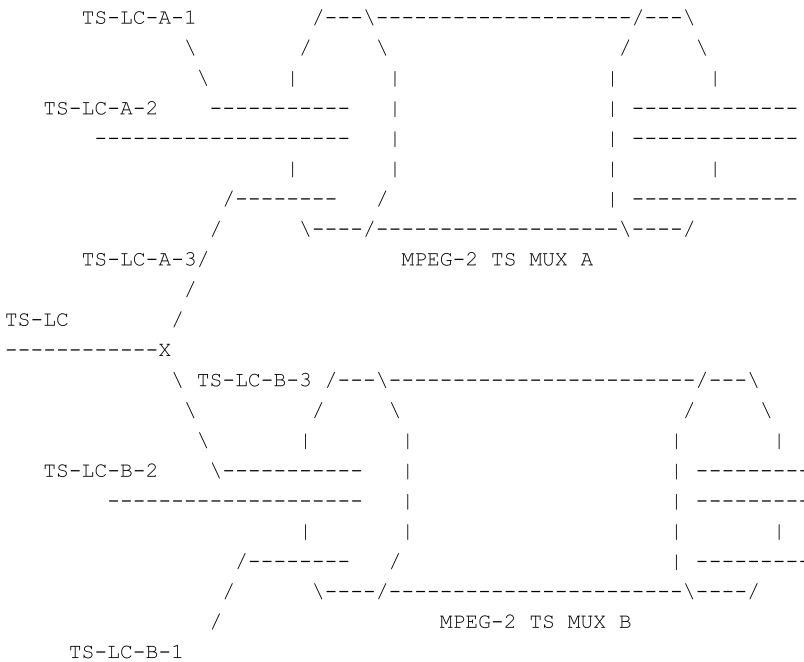 TS-LC-A-1
TS-LC-A-2
TS-LC-A-3
MPEG-2 TS MUX A
TS-LC
X
TS-LC-B-3
TS-LC-B-2
MPEG-2 TS MUX B
TS-LC-B-1